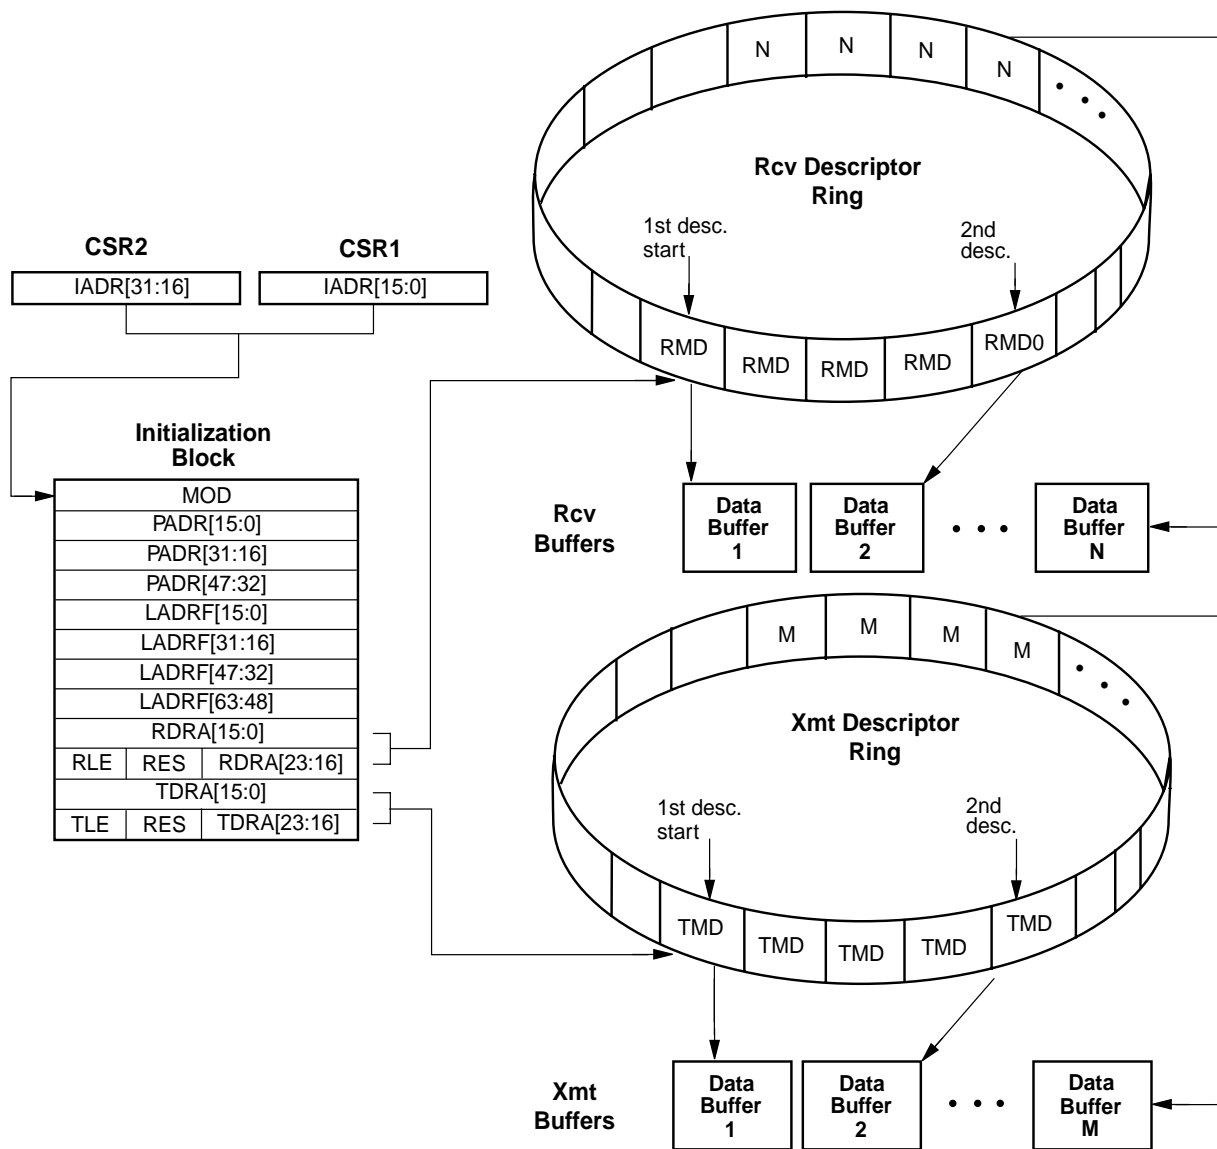 N N N N
Rcv Descriptor
Ring
1st desc.
start
2nd
desc.
CSR2 CSR1
IADR[31:16] IADR[15:0]
RMD RMD RMD RMD RMD0
Initialization
Block
MOD
PADR[15:0]
PADR[31:16]
PADR[47:32]
LADRF[15:0]
LADRF[31:16]
LADRF[47:32]
LADRF[63:48]
RDRA[15:0]
RLE RES RDRA[23:16]
TDRA[15:0]
TLE RES TDRA[23:16]
Rcv
Buffers
Data
Buffer
1
Data
Buffer
2
• • •
Data
Buffer
N
M M M M
Xmt Descriptor
Ring
1st desc.
start
2nd
desc.
TMD TMD TMD TMD TMD
Xmt
Buffers
Data
Buffer
1
Data
Buffer
2
• • •
Data
Buffer
M